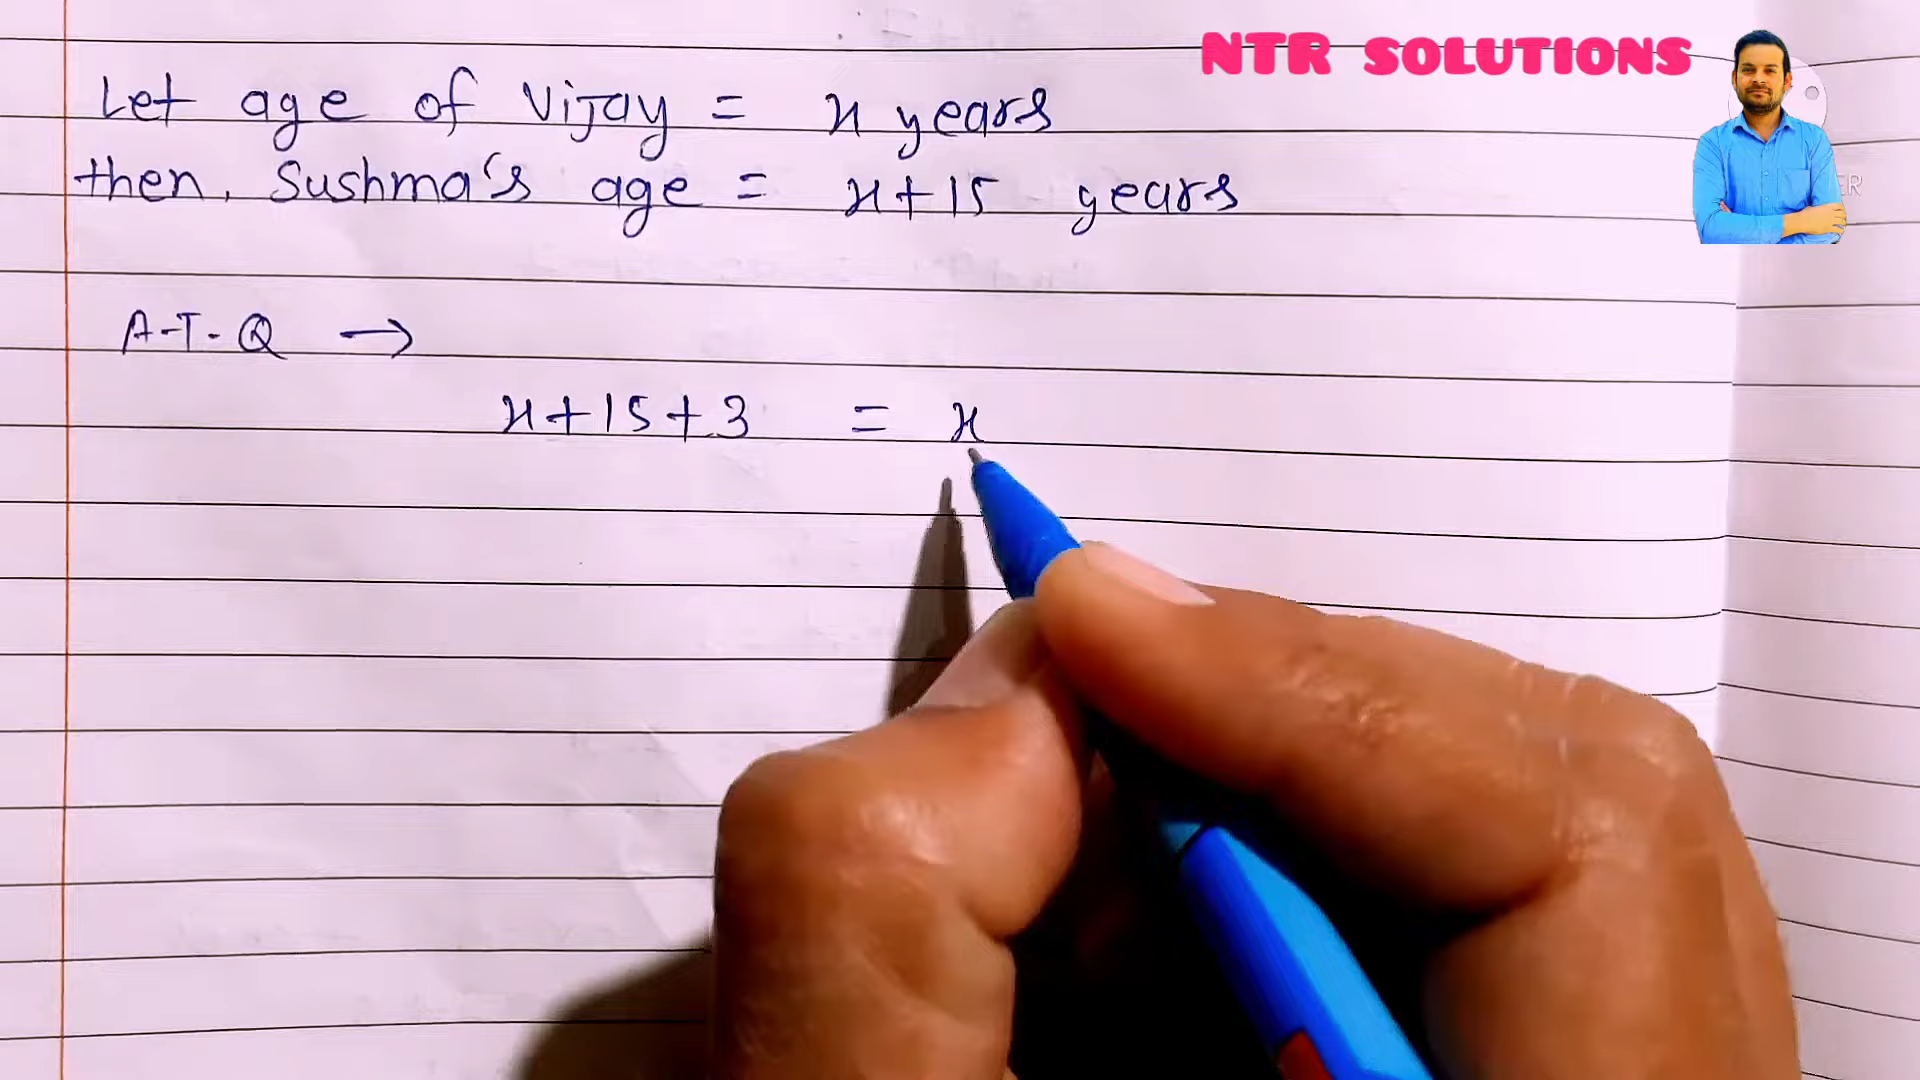 NTR SOLUTIONS
Let age of Vijay = x years
then, Sushma's age = x+15 years
A.T.Q →
x+15+3 = x